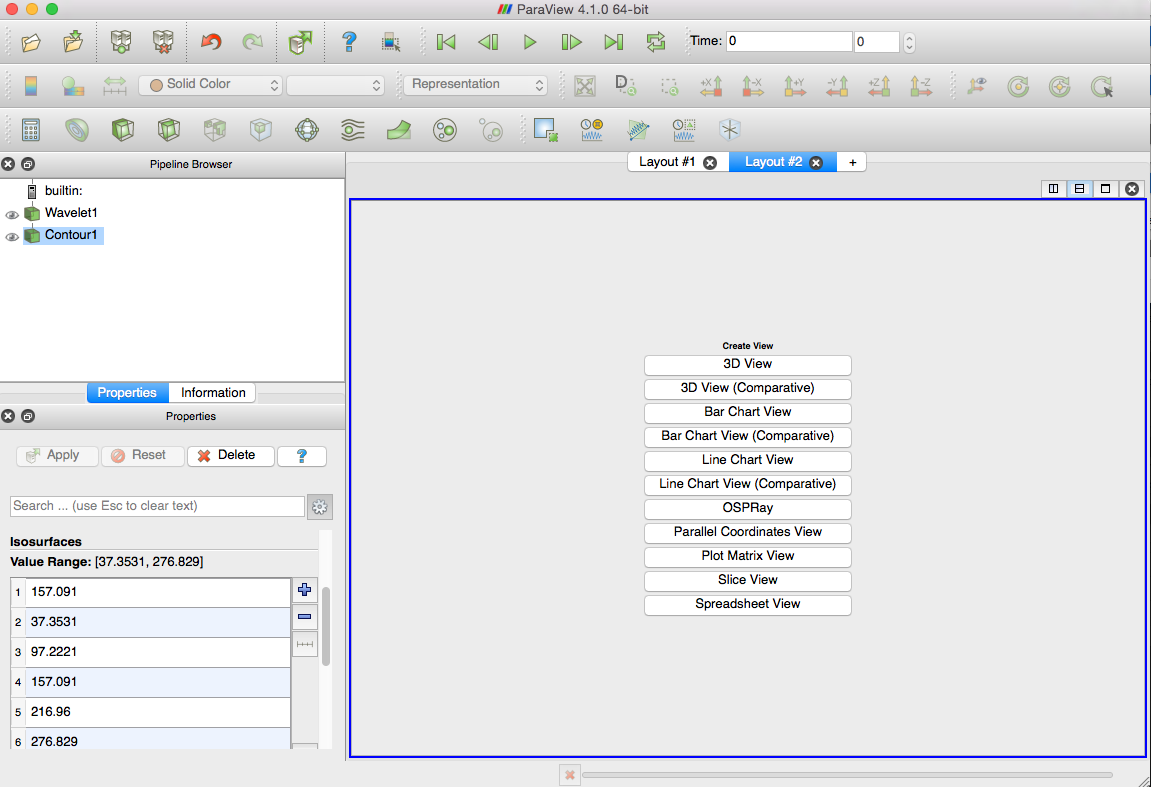 ParaView 4.1.0 64-bit
? Time: 0 0
Solid Color Representation D +X -X +Y -Y +Z -Z
Pipeline Browser
Layout #1 Layout #2 +
builtin:
Wavelet1
Contour1
Properties Information
Properties
Apply Reset Delete ?
Search ... (use Esc to clear text)
Isosurfaces
Value Range: [37.3531, 276.829]
1 157.091
2 37.3531
3 97.2221
4 157.091
5 216.96
6 276.829
Create View
3D View
3D View (Comparative)
Bar Chart View
Bar Chart View (Comparative)
Line Chart View
Line Chart View (Comparative)
OSPRay
Parallel Coordinates View
Plot Matrix View
Slice View
Spreadsheet View